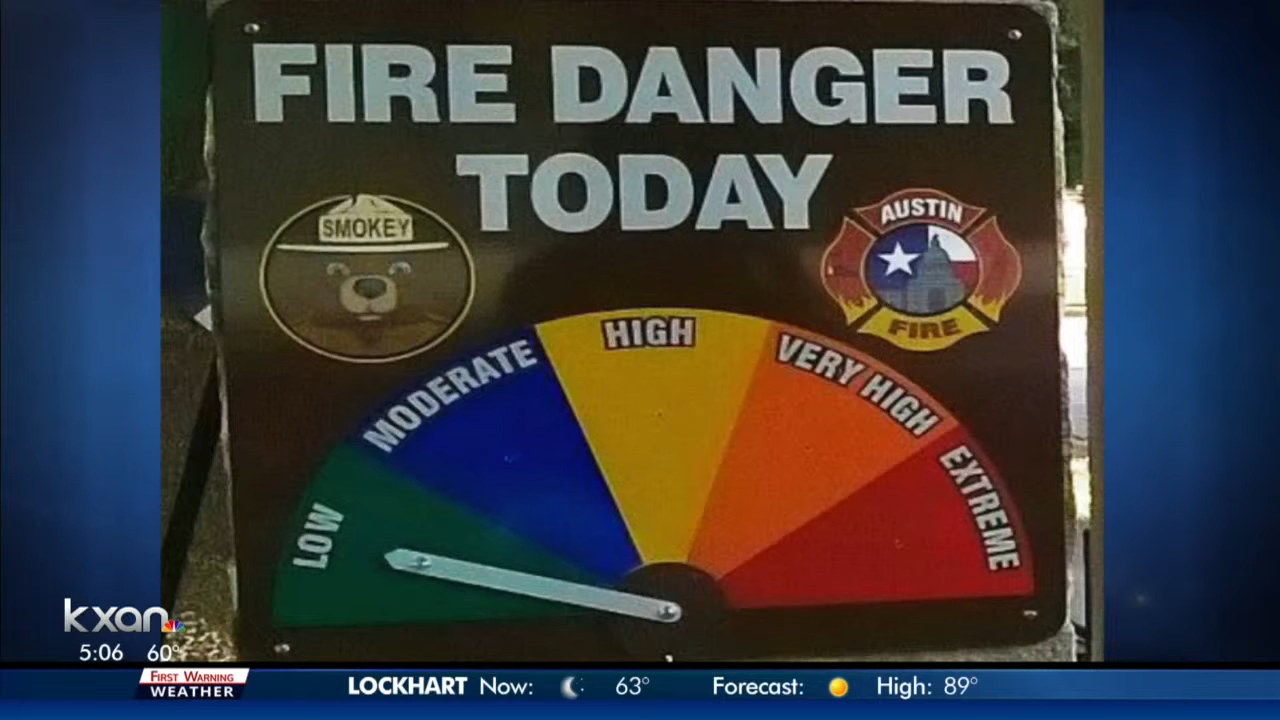 FIRE DANGER
TODAY
SMOKEY
AUSTIN
FIRE
LOW
MODERATE
HIGH
VERY HIGH
EXTREME
kxan
5:06 60°
FIRST WARNING
WEATHER
LOCKHART Now: 63° Forecast: High: 89°